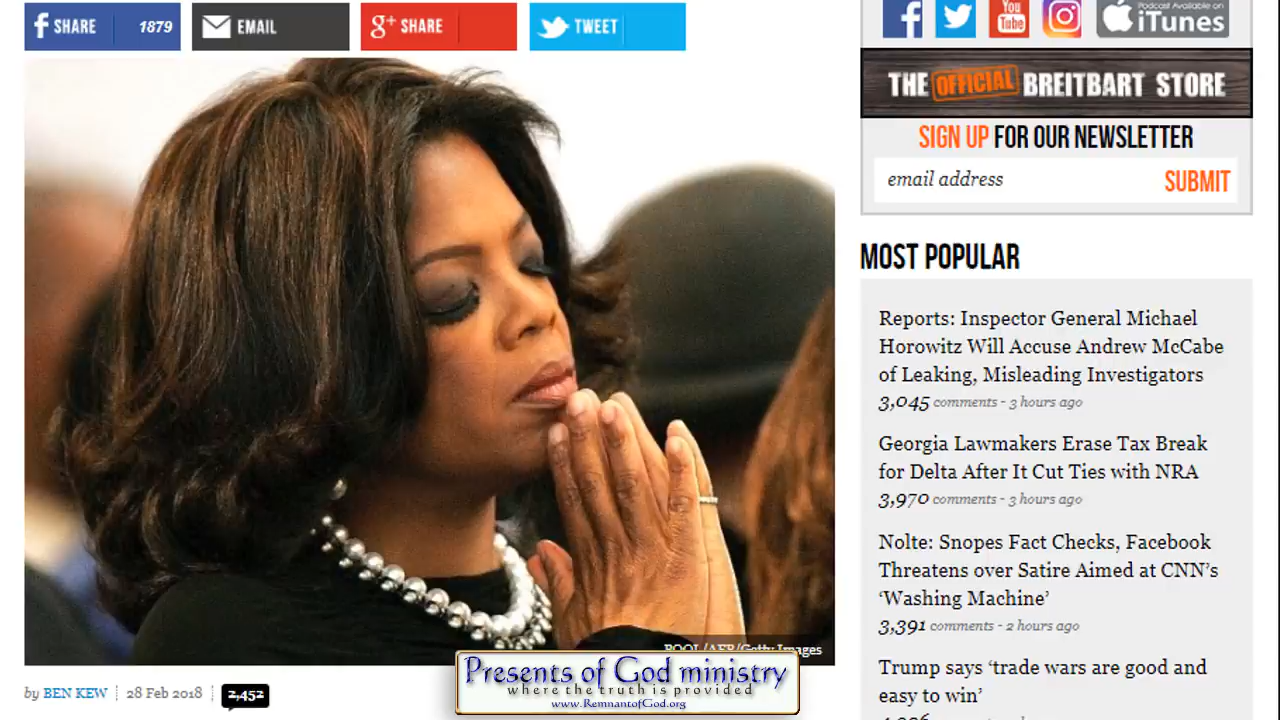 SHARE 1879 EMAIL g+ SHARE TWEET
You
Tube
Podcast Available on
iTunes
THE OFFICIAL BREITBART STORE
SIGN UP FOR OUR NEWSLETTER
email address SUBMIT
MOST POPULAR
Reports: Inspector General Michael
Horowitz Will Accuse Andrew McCabe
of Leaking, Misleading Investigators
3,045 comments - 3 hours ago
Georgia Lawmakers Erase Tax Break
for Delta After It Cut Ties with NRA
3,970 comments - 3 hours ago
Nolte: Snopes Fact Checks, Facebook
Threatens over Satire Aimed at CNN's
'Washing Machine'
3,391 comments - 2 hours ago
Trump says 'trade wars are good and
easy to win'
POOL/AFP/Getty Images
by BEN KEW 28 Feb 2018 2,452
Presents of God ministry
where the truth is provided
www.RemnantofGod.org